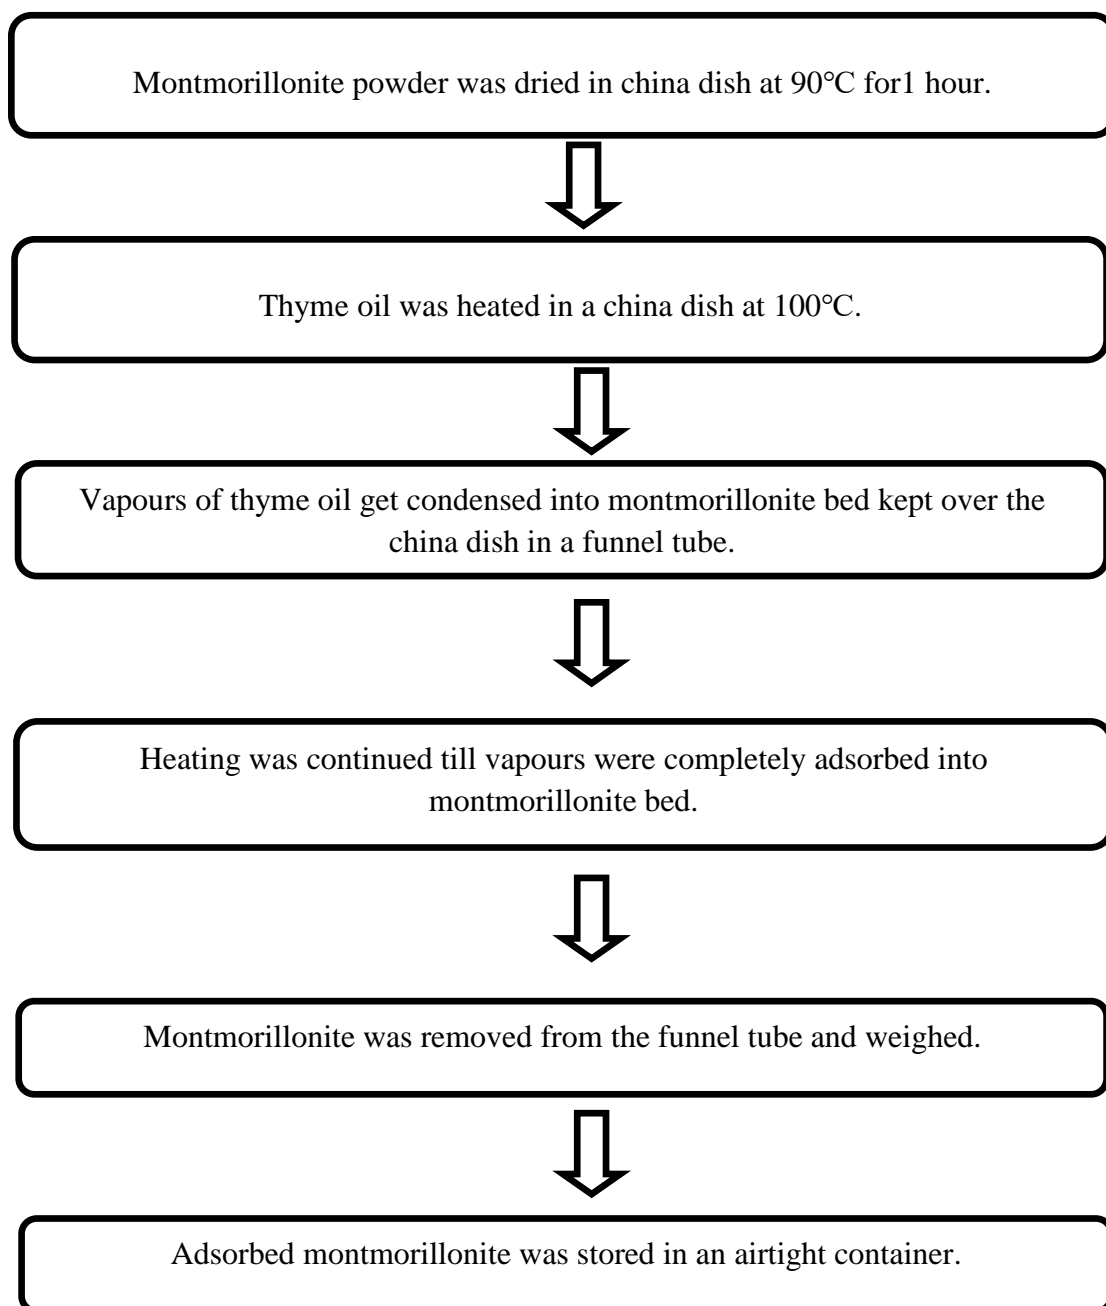 Montmorillonite powder was dried in china dish at 90°C for1 hour.
Thyme oil was heated in a china dish at 100°C.
Vapours of thyme oil get condensed into montmorillonite bed kept over the
china dish in a funnel tube.
Heating was continued till vapours were completely adsorbed into
montmorillonite bed.
Montmorillonite was removed from the funnel tube and weighed.
Adsorbed montmorillonite was stored in an airtight container.